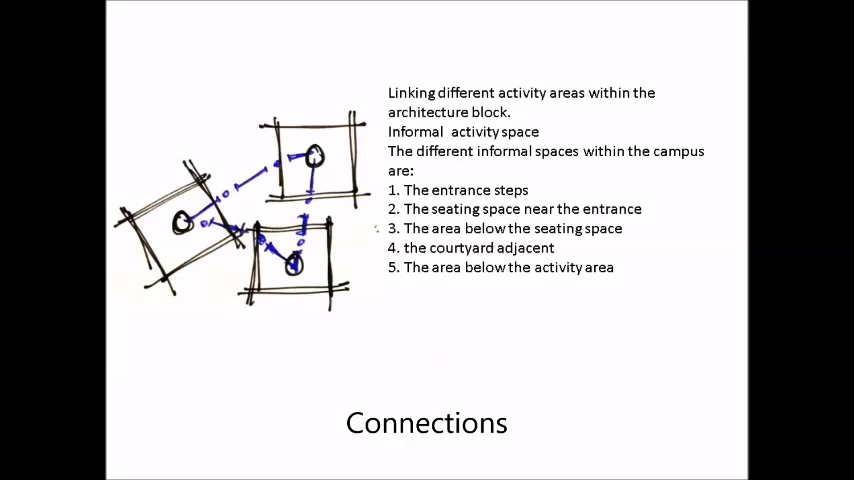 Linking different activity areas within the
architecture block.
Informal activity space
The different informal spaces within the campus
are:
1. The entrance steps
2. The seating space near the entrance
3. The area below the seating space
4. the courtyard adjacent
5. The area below the activity area
Connections